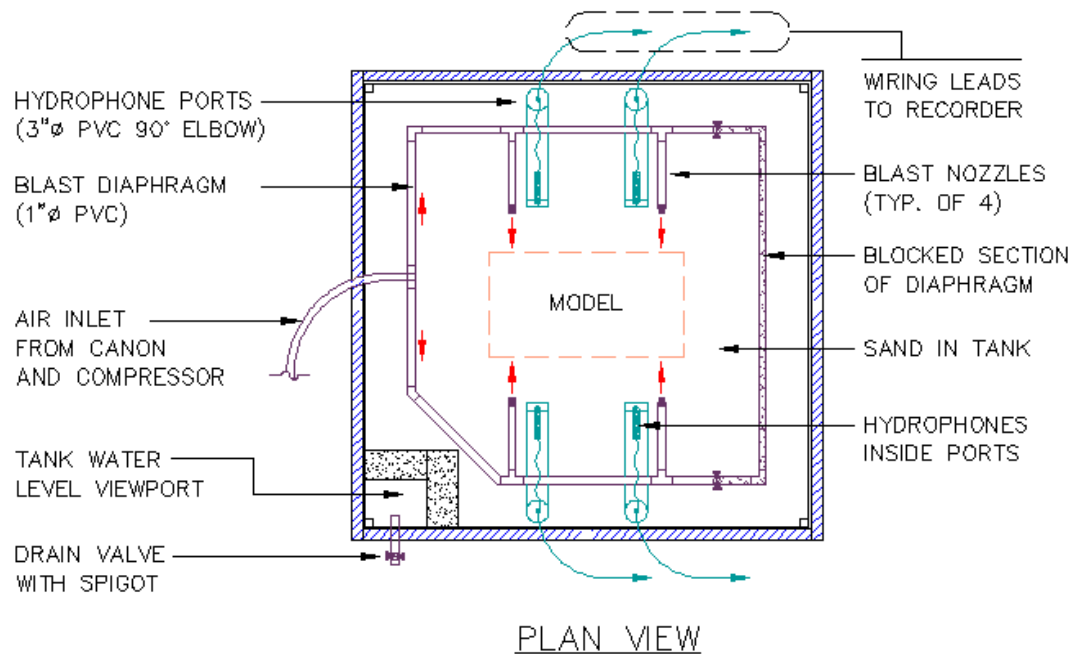 HYDROPHONE PORTS
(3"ø PVC 90° ELBOW)
BLAST DIAPHRAGM
(1"ø PVC)
AIR INLET
FROM CANON
AND COMPRESSOR
TANK WATER
LEVEL VIEWPORT
DRAIN VALVE
WITH SPIGOT
MODEL
WIRING LEADS
TO RECORDER
BLAST NOZZLES
(TYP. OF 4)
BLOCKED SECTION
OF DIAPHRAGM
SAND IN TANK
HYDROPHONES
INSIDE PORTS
PLAN VIEW